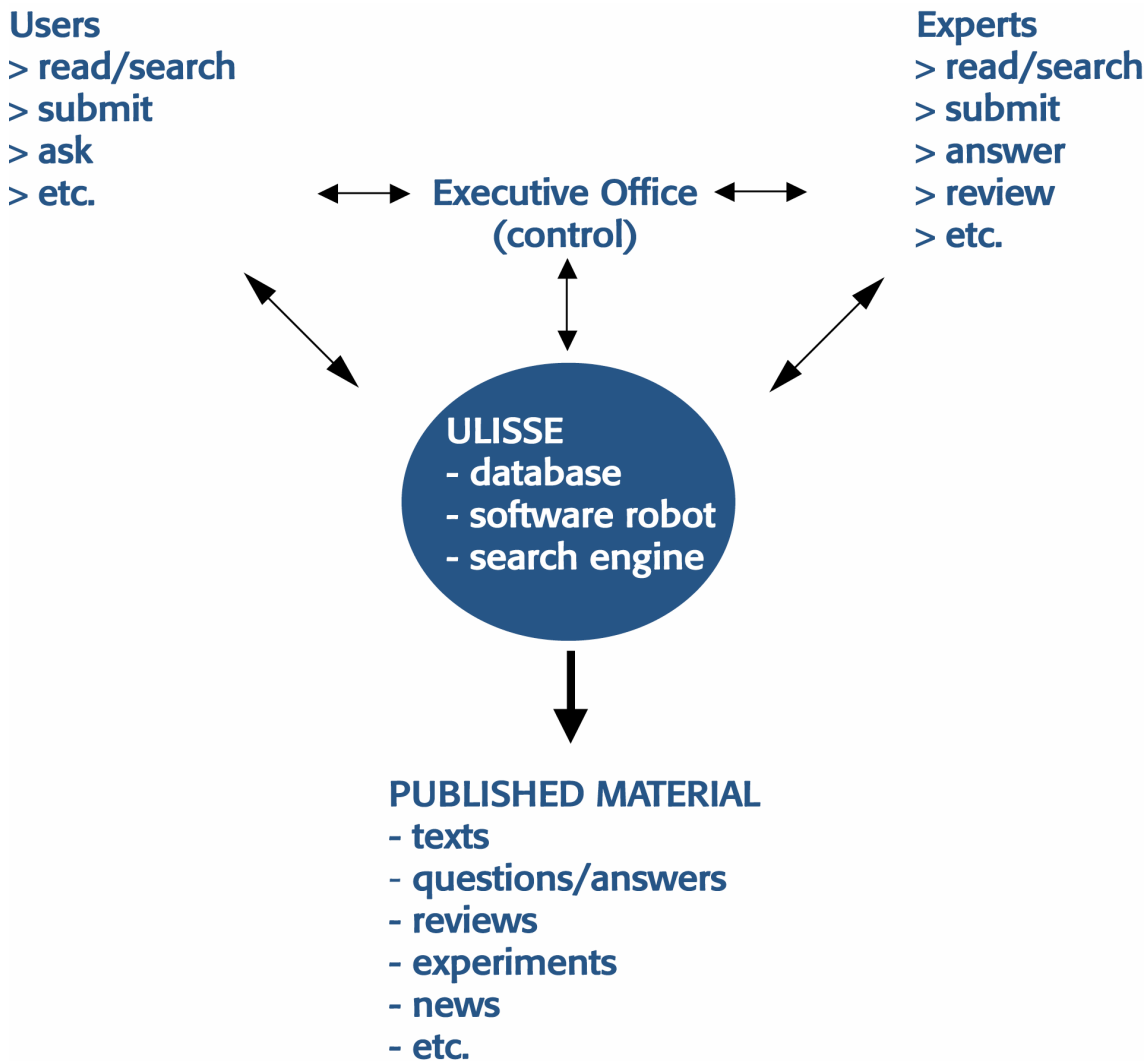 Users
> read/search
> submit
> ask
> etc.
Experts
> read/search
> submit
> answer
> review
> etc.
Executive Office
(control)
ULISSE
- database
- software robot
- search engine
PUBLISHED MATERIAL
- texts
- questions/answers
- reviews
- experiments
- news
- etc.